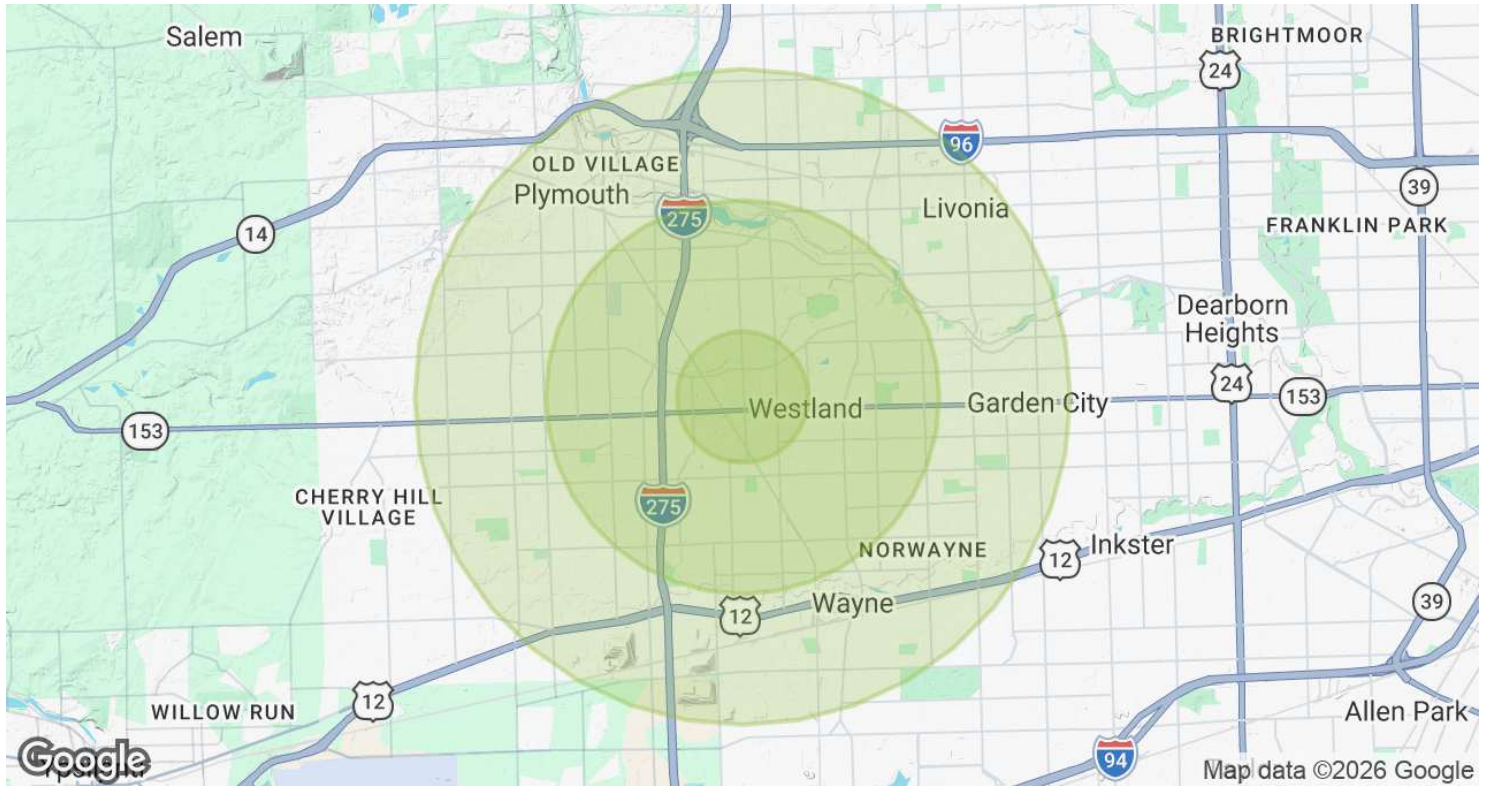 Salem
BRIGHTMOOR
24
96
OLD VILLAGE
Plymouth
39
275
Livonia
14
FRANKLIN PARK
Dearborn
Heights
24
153
Westland
Garden City
153
CHERRY HILL
VILLAGE
275
NORWAYNE
Inkster
12
Wayne
12
39
12
WILLOW RUN
Allen Park
94
Google
Ypsilanti
Map data ©2026 Google